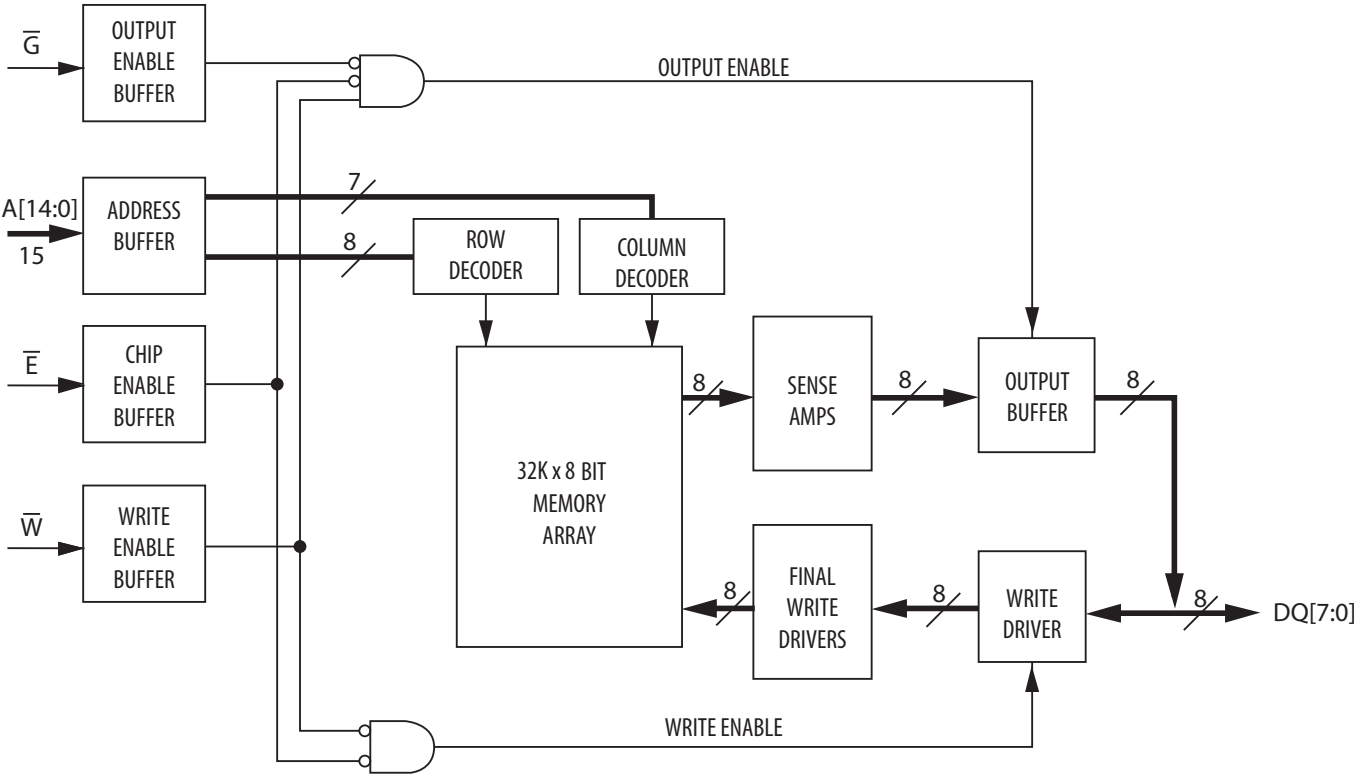 G̅
OUTPUT
ENABLE
BUFFER
OUTPUT ENABLE
A[14:0]
15
ADDRESS
BUFFER
7
8
ROW
DECODER
COLUMN
DECODER
E̅
CHIP
ENABLE
BUFFER
32K x 8 BIT
MEMORY
ARRAY
8
SENSE
AMPS
8
OUTPUT
BUFFER
8
W̅
WRITE
ENABLE
BUFFER
8
FINAL
WRITE
DRIVERS
8
WRITE
DRIVER
8
DQ[7:0]
WRITE ENABLE